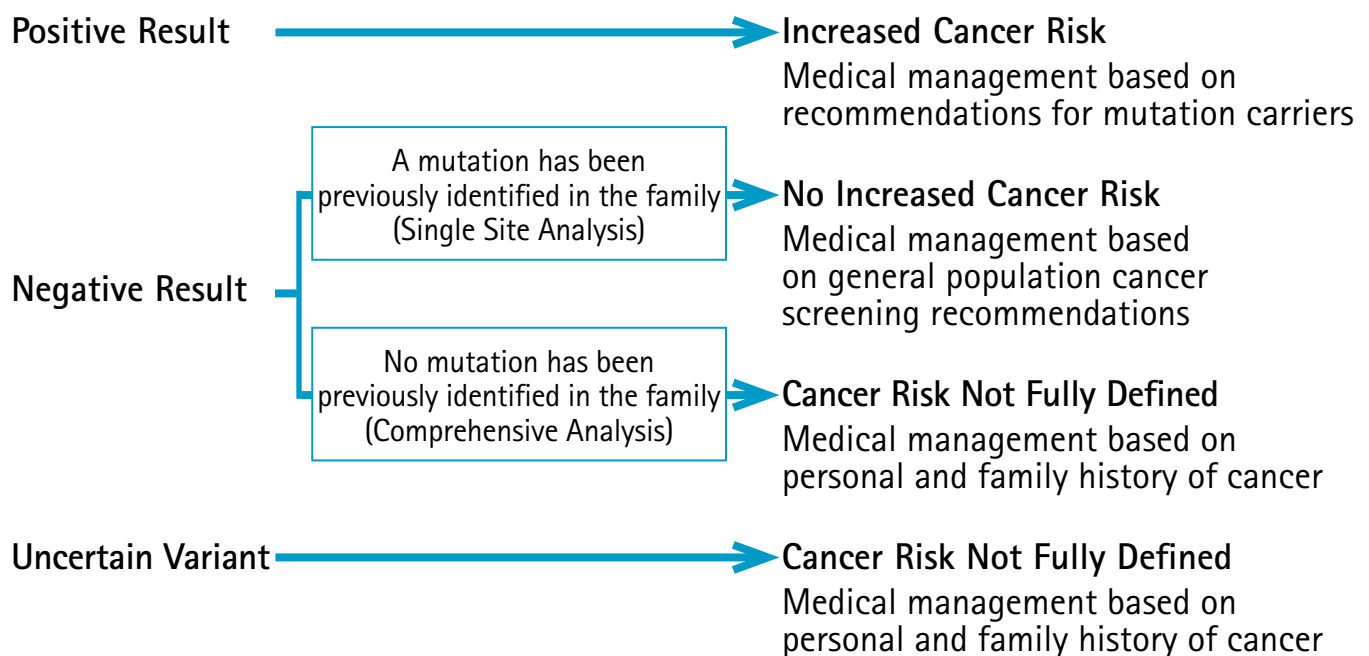 Positive Result
Increased Cancer Risk
Medical management based on
recommendations for mutation carriers
A mutation has been
previously identified in the family
(Single Site Analysis)
No Increased Cancer Risk
Medical management based
on general population cancer
screening recommendations
Negative Result
No mutation has been
previously identified in the family
(Comprehensive Analysis)
Cancer Risk Not Fully Defined
Medical management based on
personal and family history of cancer
Uncertain Variant
Cancer Risk Not Fully Defined
Medical management based on
personal and family history of cancer